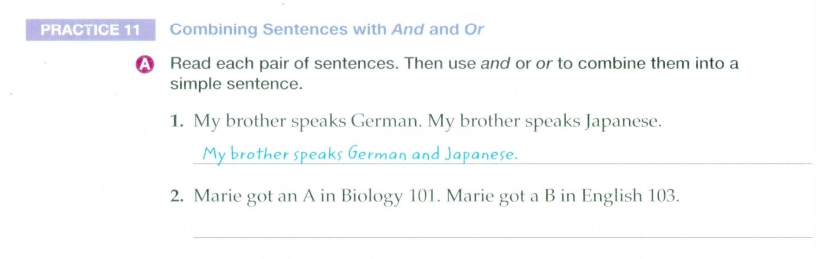 PRACTICE 11 Combining Sentences with And and Or
A Read each pair of sentences. Then use and or or to combine them into a
simple sentence.
1. My brother speaks German. My brother speaks Japanese.
My brother speaks German and Japanese.
2. Marie got an A in Biology 101. Marie got a B in English 103.